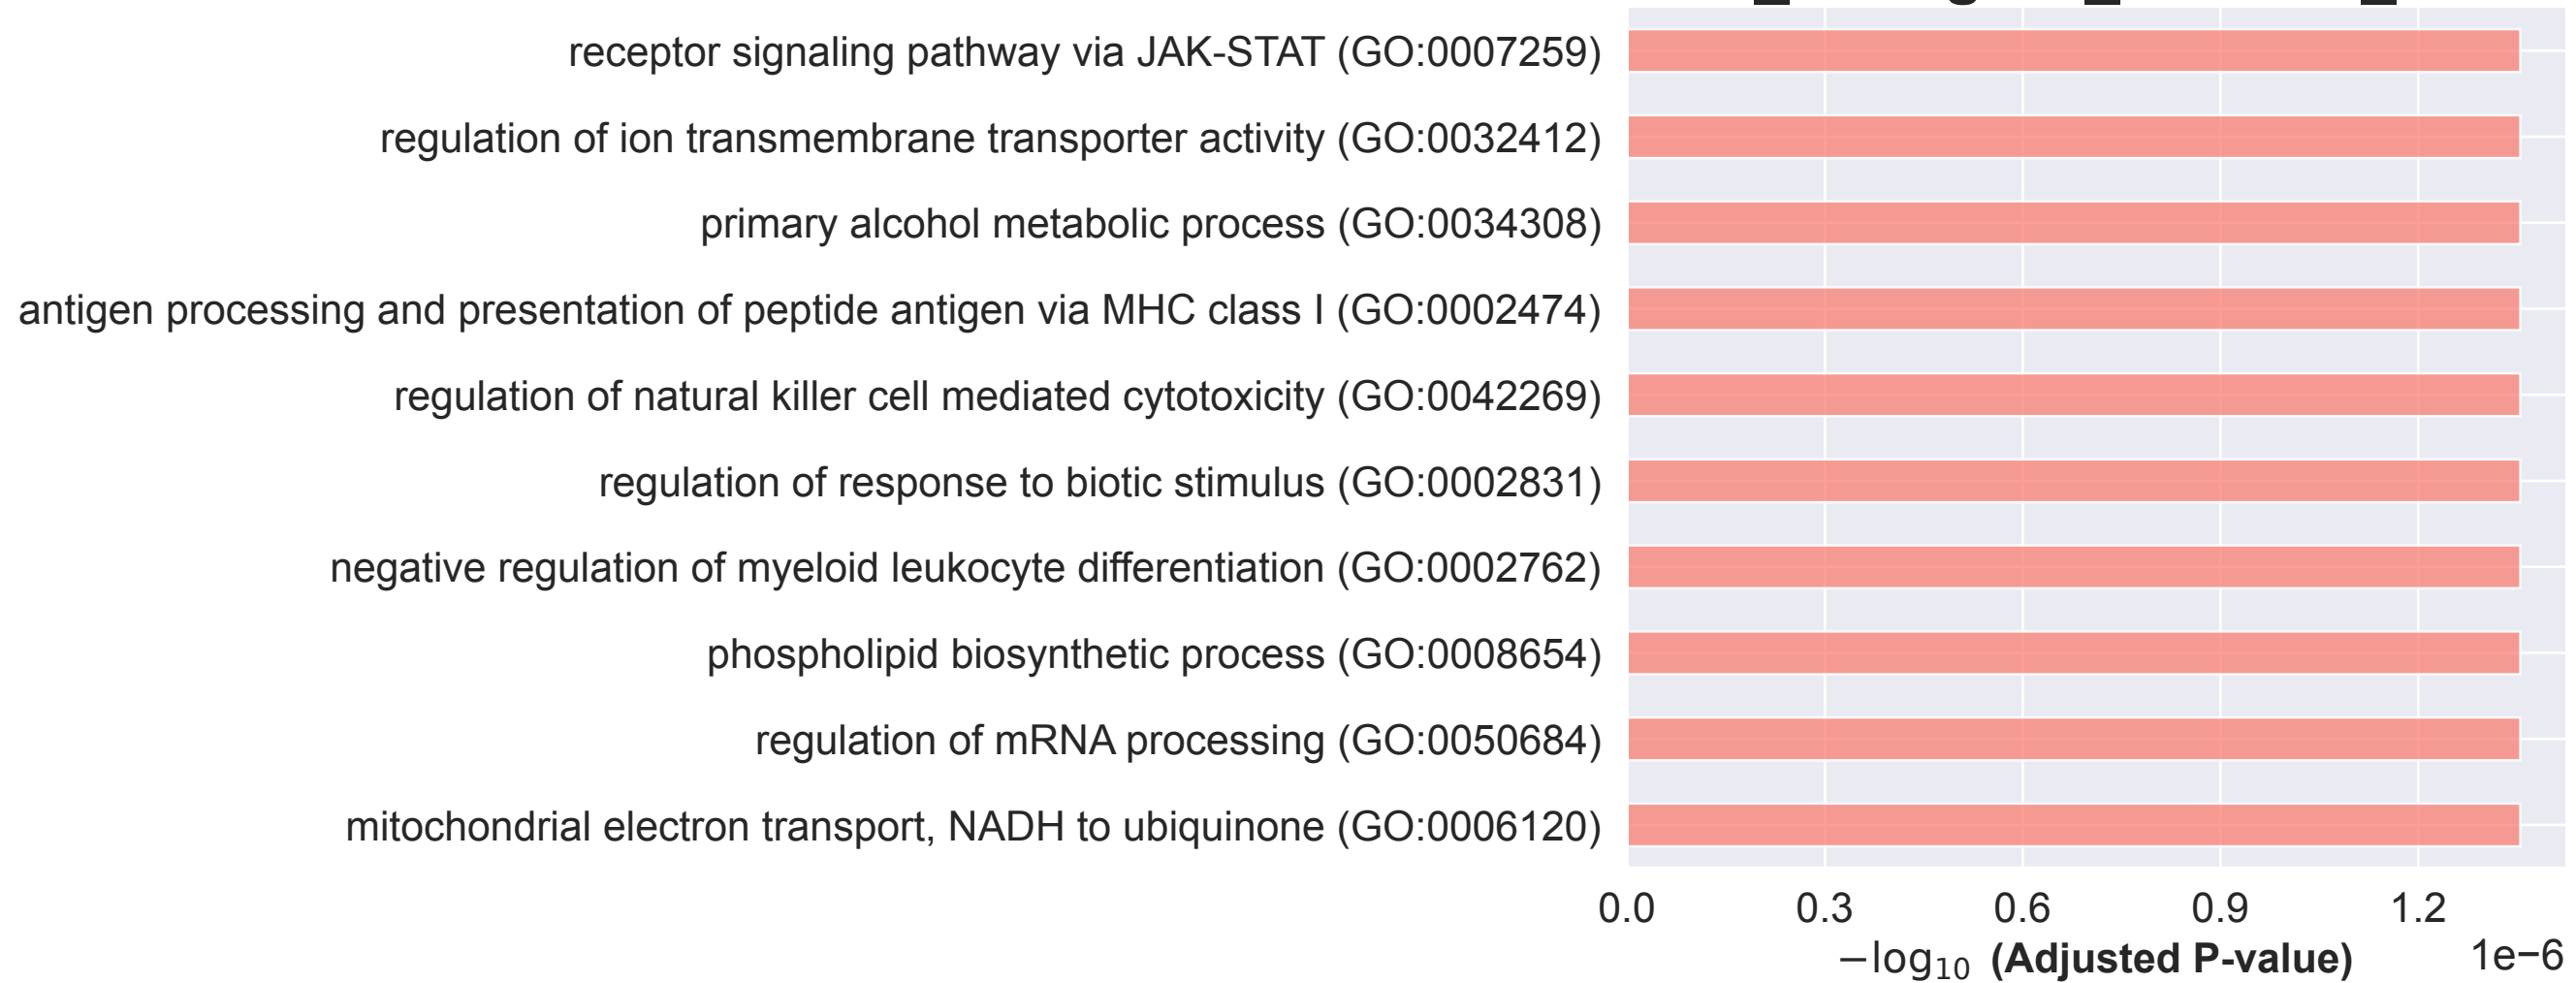 receptor signaling pathway via JAK-STAT (GO:0007259)
regulation of ion transmembrane transporter activity (GO:0032412)
primary alcohol metabolic process (GO:0034308)
antigen processing and presentation of peptide antigen via MHC class I (GO:0002474)
regulation of natural killer cell mediated cytotoxicity (GO:0042269)
regulation of response to biotic stimulus (GO:0002831)
negative regulation of myeloid leukocyte differentiation (GO:0002762)
phospholipid biosynthetic process (GO:0008654)
regulation of mRNA processing (GO:0050684)
mitochondrial electron transport, NADH to ubiquinone (GO:0006120)
0.0 0.3 0.6 0.9 1.2
−log₁₀ (Adjusted P-value) 1e−6